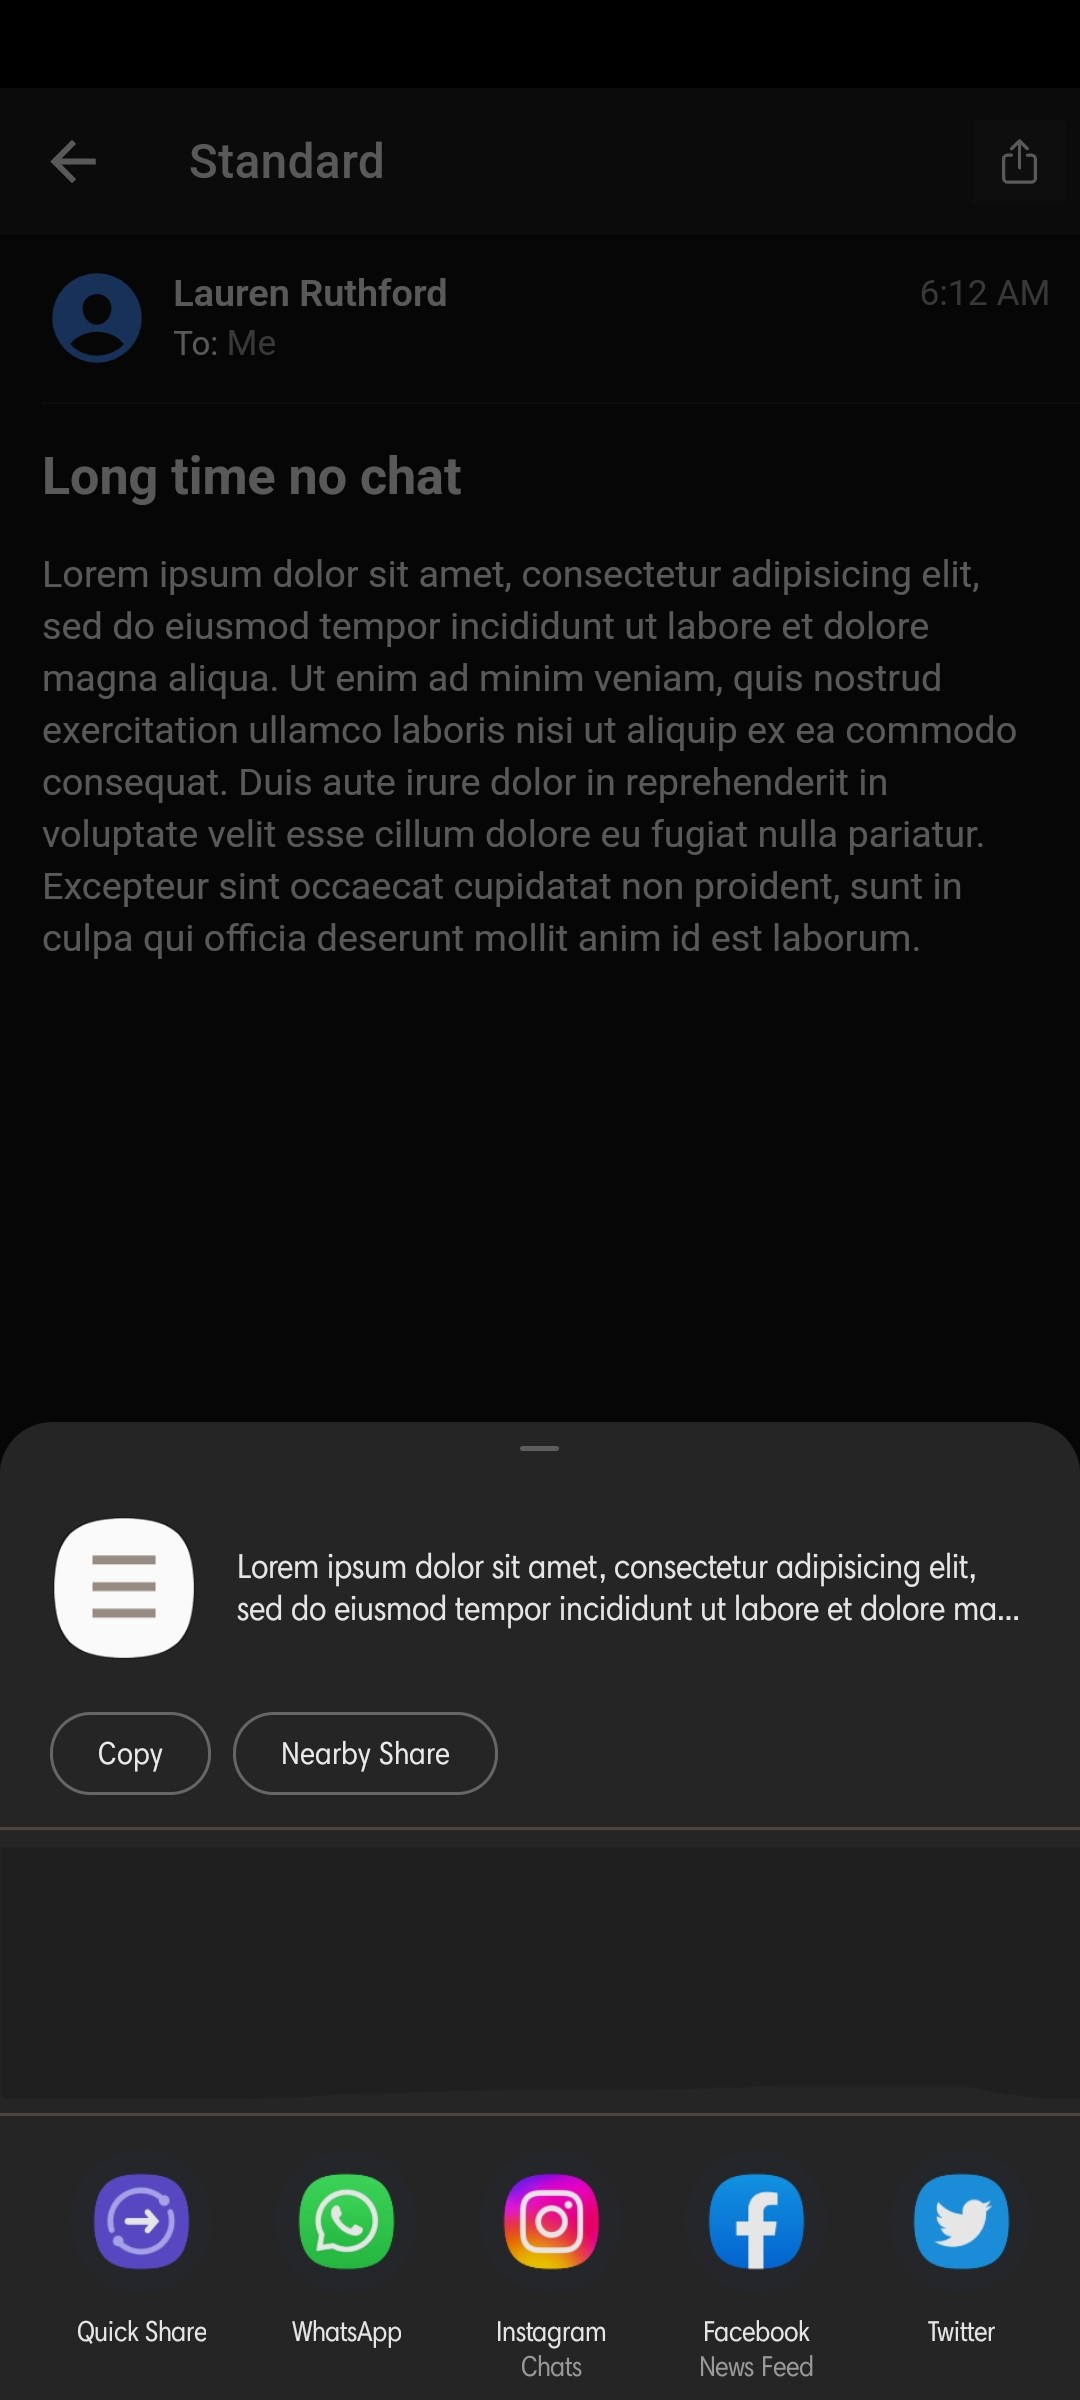 Standard
Lauren Ruthford
6:12 AM
To: Me
Long time no chat
Lorem ipsum dolor sit amet, consectetur adipisicing elit,
sed do eiusmod tempor incididunt ut labore et dolore
magna aliqua. Ut enim ad minim veniam, quis nostrud
exercitation ullamco laboris nisi ut aliquip ex ea commodo
consequat. Duis aute irure dolor in reprehenderit in
voluptate velit esse cillum dolore eu fugiat nulla pariatur.
Excepteur sint occaecat cupidatat non proident, sunt in
culpa qui officia deserunt mollit anim id est laborum.
Lorem ipsum dolor sit amet, consectetur adipisicing elit,
sed do eiusmod tempor incididunt ut labore et dolore ma...
Copy
Nearby Share
Quick Share
WhatsApp
Instagram
Chats
Facebook
News Feed
Twitter